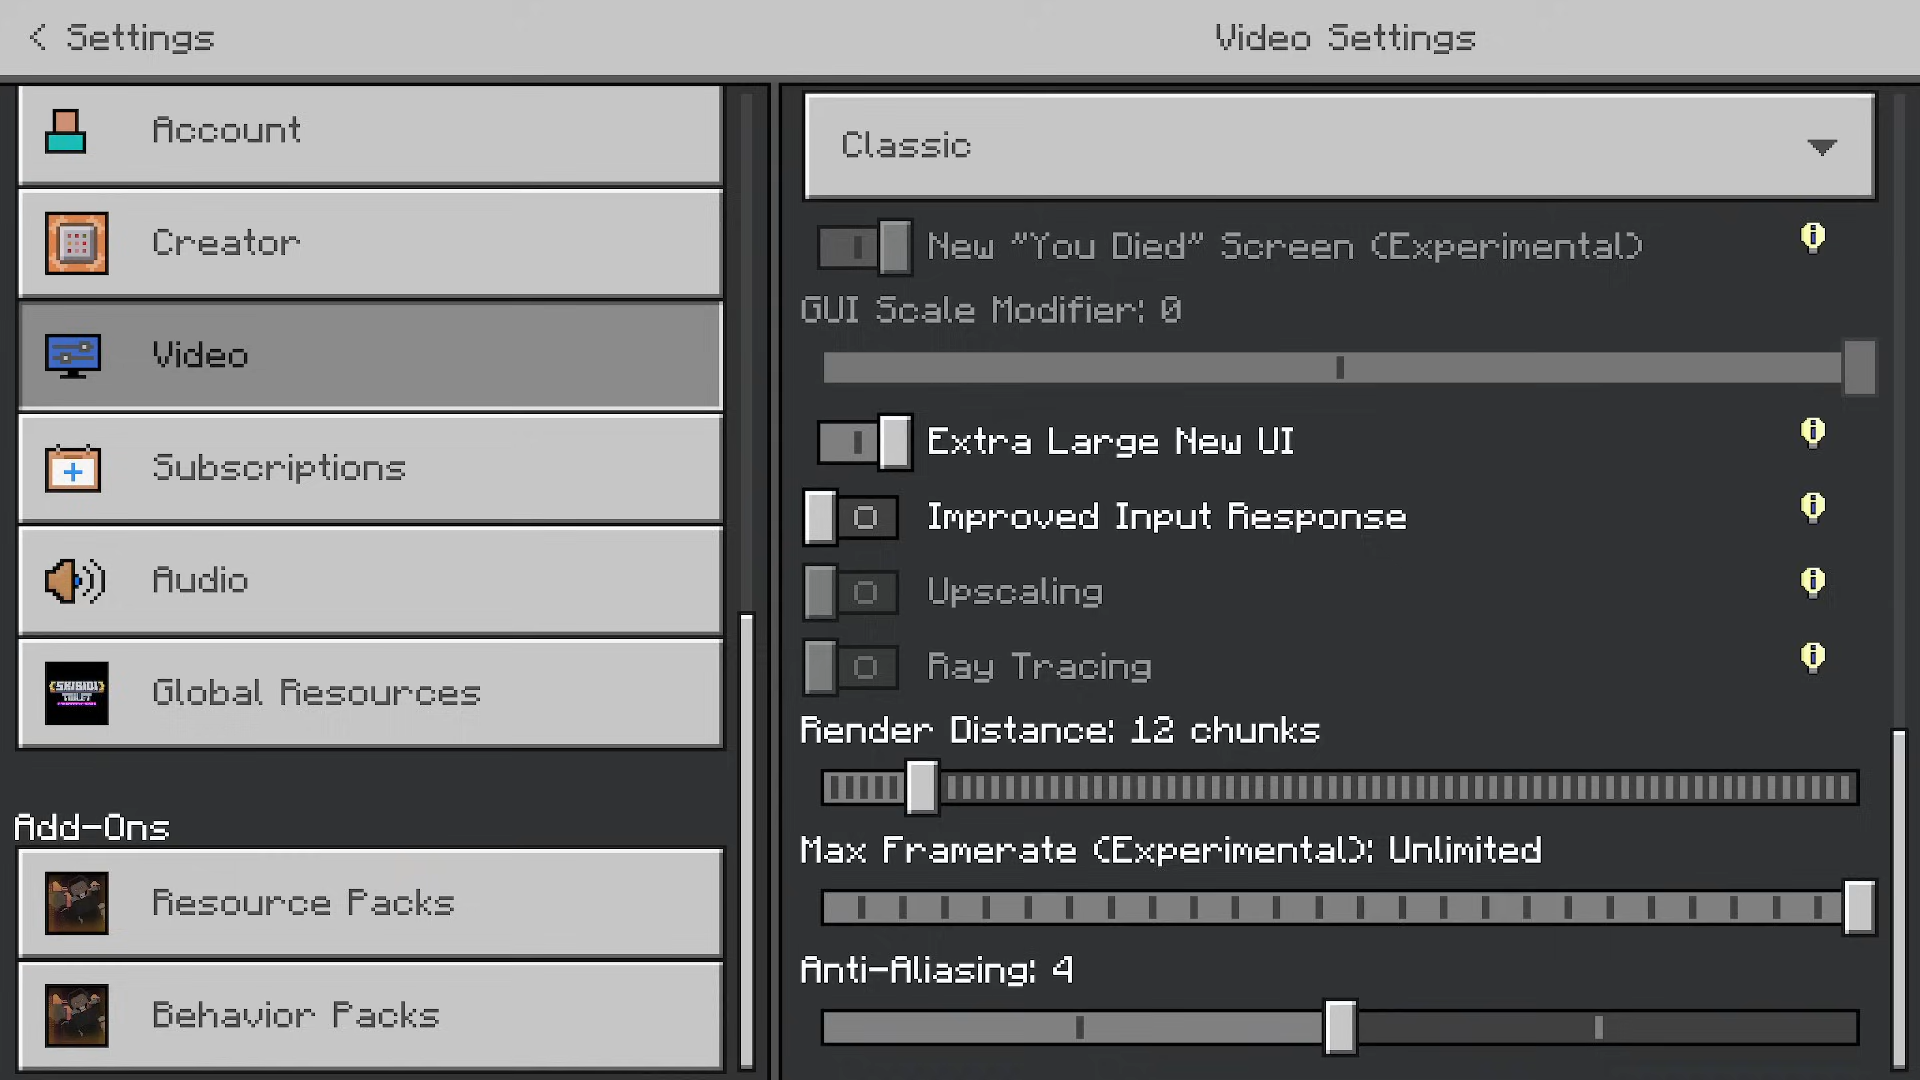 Settings
Video Settings
Account
Creator
Video
Subscriptions
Audio
SKIBIDI
TOILET
Global Resources
Add-Ons
Resource Packs
Behavior Packs
Classic
New "You Died" Screen (Experimental)
GUI Scale Modifier: 0
Extra Large New UI
Improved Input Response
Upscaling
Ray Tracing
Render Distance: 12 chunks
Max Framerate (Experimental): Unlimited
Anti-Aliasing: 4